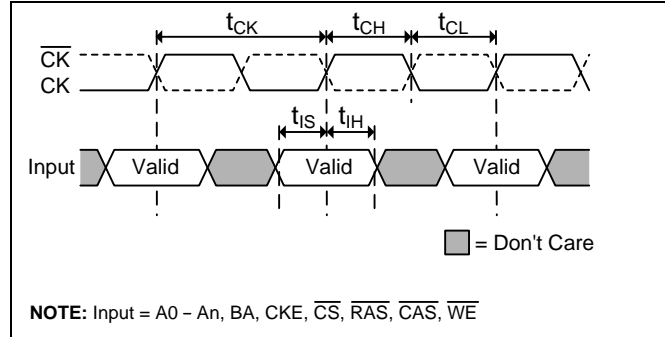 tCK tCH tCL
CK
CK
tIS tIH
Input Valid Valid Valid
= Don't Care
NOTE: Input = A0 – An, BA, CKE, CS, RAS, CAS, WE